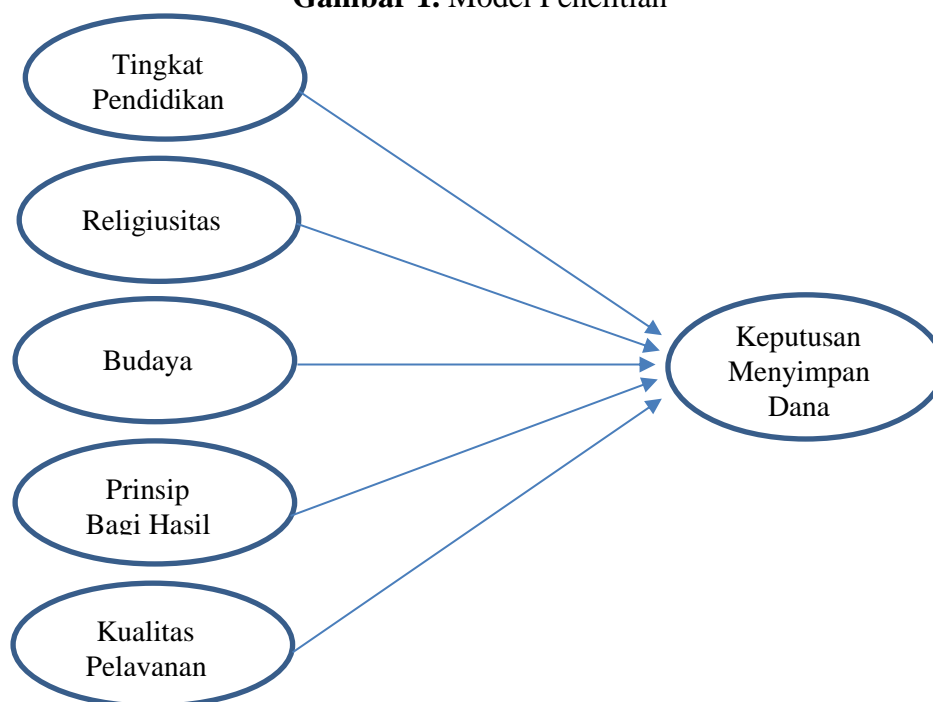 Gambar 1. Model Penelitian
Tingkat
Pendidikan
Religiusitas
Budaya
Prinsip
Bagi Hasil
Kualitas
Pelayanan
Keputusan
Menyimpan
Dana